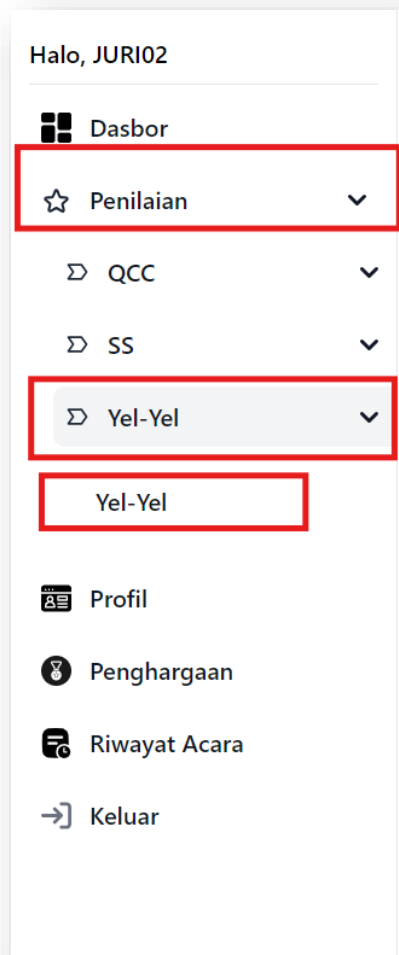 Halo, JURI02
Dasbor
Penilaian
QCC
SS
Yel-Yel
Yel-Yel
Profil
Penghargaan
Riwayat Acara
Keluar